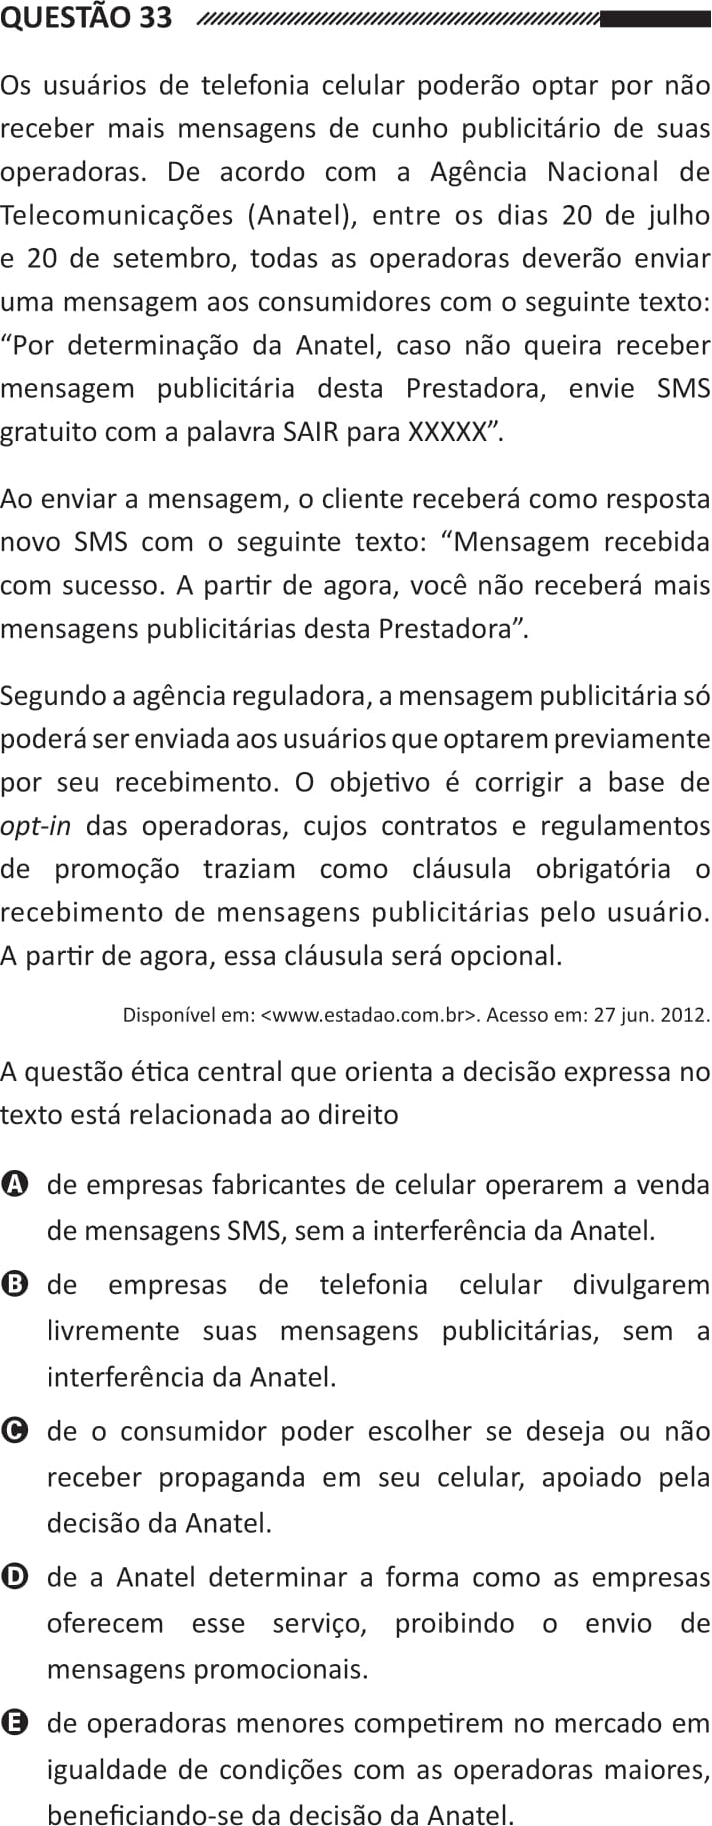 QUESTÃO 33
Os usuários de telefonia celular poderão optar por não
receber mais mensagens de cunho publicitário de suas
operadoras. De acordo com a Agência Nacional de
Telecomunicações (Anatel), entre os dias 20 de julho
e 20 de setembro, todas as operadoras deverão enviar
uma mensagem aos consumidores com o seguinte texto:
“Por determinação da Anatel, caso não queira receber
mensagem publicitária desta Prestadora, envie SMS
gratuito com a palavra SAIR para XXXXX”.
Ao enviar a mensagem, o cliente receberá como resposta
novo SMS com o seguinte texto: “Mensagem recebida
com sucesso. A partir de agora, você não receberá mais
mensagens publicitárias desta Prestadora”.
Segundo a agência reguladora, a mensagem publicitária só
poderá ser enviada aos usuários que optarem previamente
por seu recebimento. O objetivo é corrigir a base de
opt-in das operadoras, cujos contratos e regulamentos
de promoção traziam como cláusula obrigatória o
recebimento de mensagens publicitárias pelo usuário.
A partir de agora, essa cláusula será opcional.
Disponível em: <www.estadao.com.br>. Acesso em: 27 jun. 2012.
A questão ética central que orienta a decisão expressa no
texto está relacionada ao direito
A de empresas fabricantes de celular operarem a venda
de mensagens SMS, sem a interferência da Anatel.
B de empresas de telefonia celular divulgarem
livremente suas mensagens publicitárias, sem a
interferência da Anatel.
C de o consumidor poder escolher se deseja ou não
receber propaganda em seu celular, apoiado pela
decisão da Anatel.
D de a Anatel determinar a forma como as empresas
oferecem esse serviço, proibindo o envio de
mensagens promocionais.
E de operadoras menores competirem no mercado em
igualdade de condições com as operadoras maiores,
beneficiando-se da decisão da Anatel.